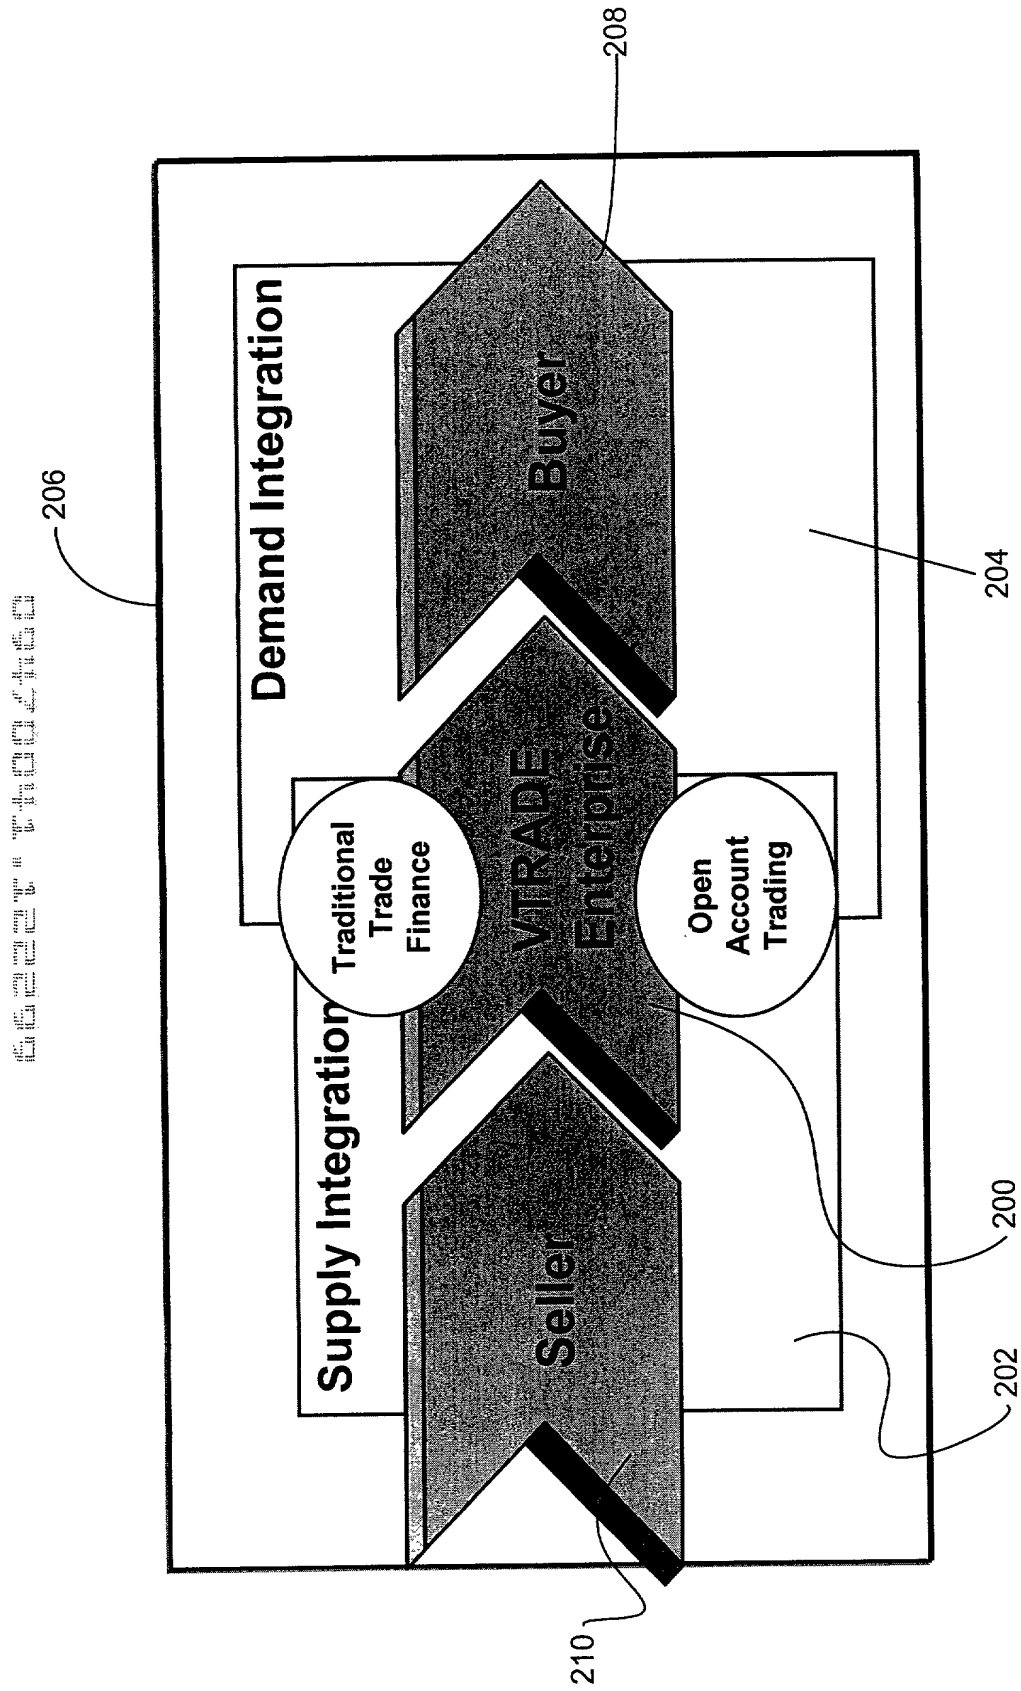 206
208
Demand Integration
Supply Integration
Traditional
Trade
Finance
Seller
VTRADE
Enterprise
Buyer
Open
Account
Trading
210
202
200
204